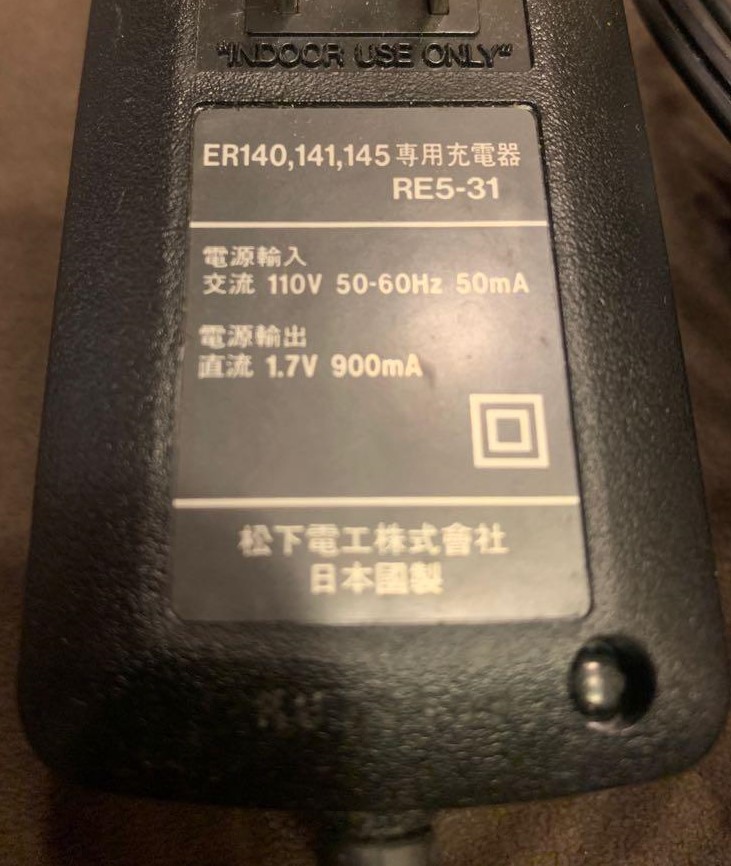 "INDOOR USE ONLY"
ER140,141,145 専用充電器
RE5-31
電源輸入
交流 110V 50-60Hz 50mA
電源輸出
直流 1.7V 900mA
松下電工株式會社
日本國製